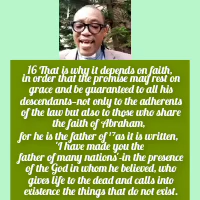 16 That is why it depends on faith,
in order that the promise may rest on
grace and be guaranteed to all his
descendants—not only to the adherents
of the law but also to those who share
the faith of Abraham,
for he is the father of 17 as it is written,
'I have made you the
father of many nations'–in the presence
of the God in whom he believed, who
gives life to the dead and calls into
existence the things that do not exist.